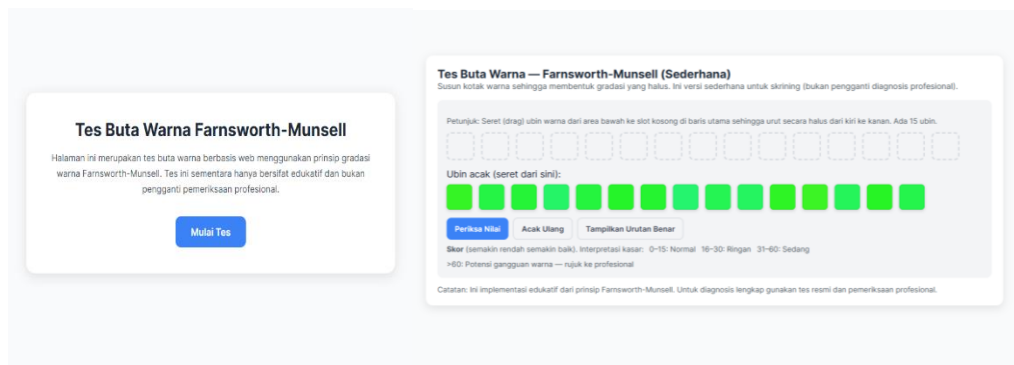 Tes Buta Warna Farnsworth-Munsell
Halaman ini merupakan tes buta warna berbasis web menggunakan prinsip gradasi
warna Farnsworth-Munsell. Tes ini sementara hanya bersifat edukatif dan bukan
pengganti pemeriksaan profesional.
Mulai Tes
Tes Buta Warna — Farnsworth-Munsell (Sederhana)
Susun kotak warna sehingga membentuk gradasi yang halus. Ini versi sederhana untuk skrining (bukan pengganti diagnosis profesional).
Petunjuk: Seret (drag) ubin warna dari area bawah ke slot kosong di baris utama sehingga urut secara halus dari kiri ke kanan. Ada 15 ubin.
Ubin acak (seret dari sini):
Periksa Nilai Acak Ulang Tampilkan Urutan Benar
Skor (semakin rendah semakin baik). Interpretasi kasar: 0–15: Normal 16–30: Ringan 31–60: Sedang
>60: Potensi gangguan warna — rujuk ke profesional
Catatan: Ini implementasi edukatif dari prinsip Farnsworth-Munsell. Untuk diagnosis lengkap gunakan tes resmi dan pemeriksaan profesional.